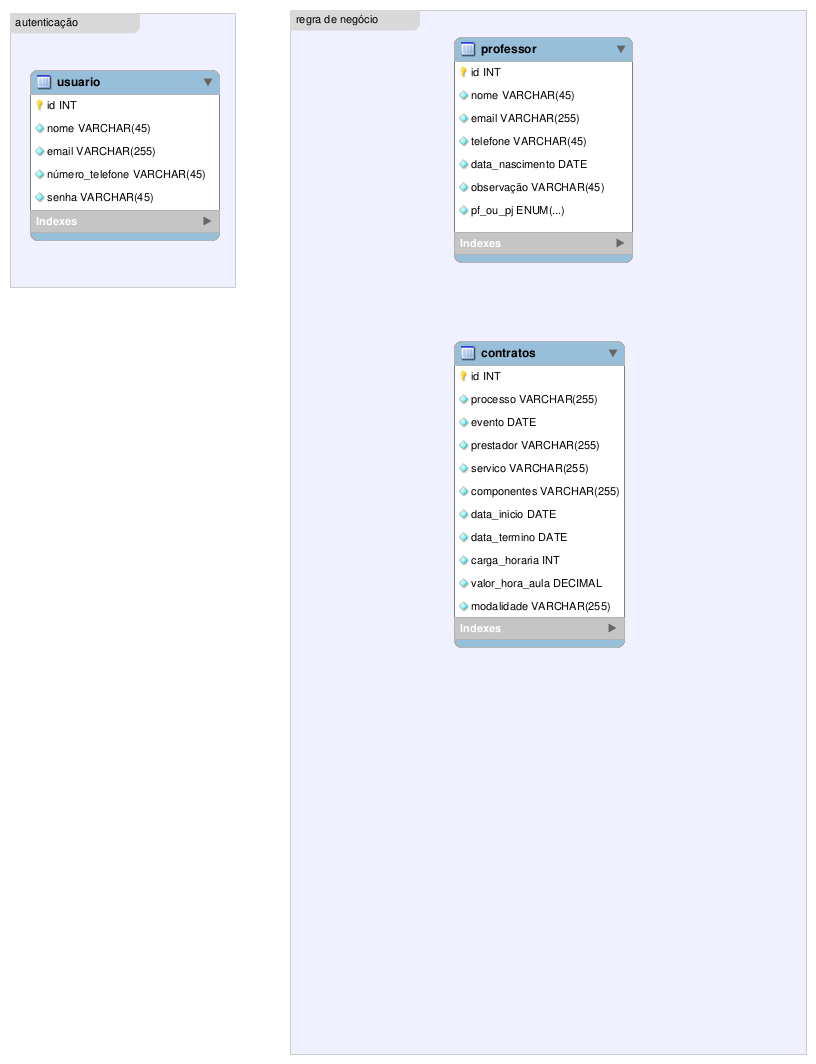 autenticação
usuario
id INT
nome VARCHAR(45)
email VARCHAR(255)
número_telefone VARCHAR(45)
senha VARCHAR(45)
Indexes
regra de negócio
professor
id INT
nome VARCHAR(45)
email VARCHAR(255)
telefone VARCHAR(45)
data_nascimento DATE
observação VARCHAR(45)
pf_ou_pj ENUM(...)
Indexes
contratos
id INT
processo VARCHAR(255)
evento DATE
prestador VARCHAR(255)
servico VARCHAR(255)
componentes VARCHAR(255)
data_inicio DATE
data_termino DATE
carga_horaria INT
valor_hora_aula DECIMAL
modalidade VARCHAR(255)
Indexes